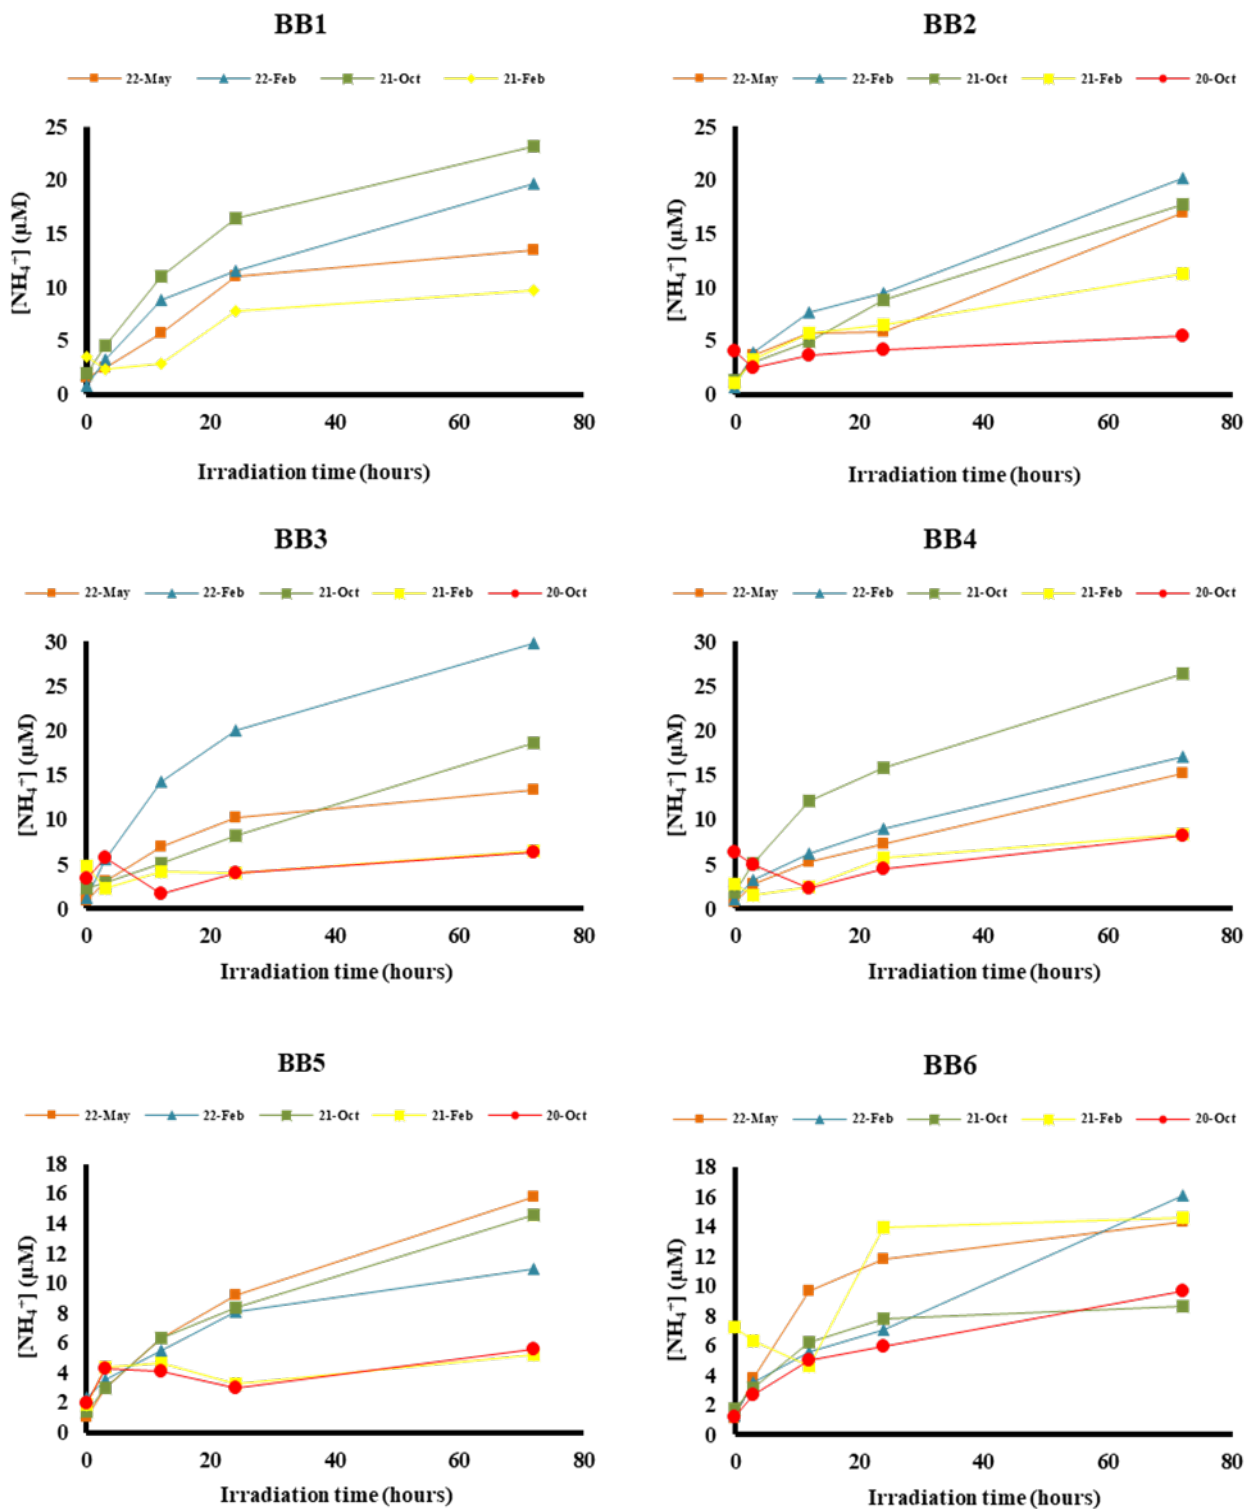 BB1
22-May 22-Feb 21-Oct 21-Feb
25
20
15
10
5
0
[NH₄⁺] (µM)
0 20 40 60 80
Irradiation time (hours)
BB2
22-May 22-Feb 21-Oct 21-Feb 20-Oct
25
20
15
10
5
0
[NH₄⁺] (µM)
0 20 40 60 80
Irradiation time (hours)
BB3
22-May 22-Feb 21-Oct 21-Feb 20-Oct
30
25
20
15
10
5
0
[NH₄⁺] (µM)
0 20 40 60 80
Irradiation time (hours)
BB4
22-May 22-Feb 21-Oct 21-Feb 20-Oct
30
25
20
15
10
5
0
[NH₄⁺] (µM)
0 20 40 60 80
Irradiation time (hours)
BB5
22-May 22-Feb 21-Oct 21-Feb 20-Oct
18
16
14
12
10
8
6
4
2
0
[NH₄⁺] (µM)
0 20 40 60 80
Irradiation time (hours)
BB6
22-May 22-Feb 21-Oct 21-Feb 20-Oct
18
16
14
12
10
8
6
4
2
0
[NH₄⁺] (µM)
0 20 40 60 80
Irradiation time (hours)